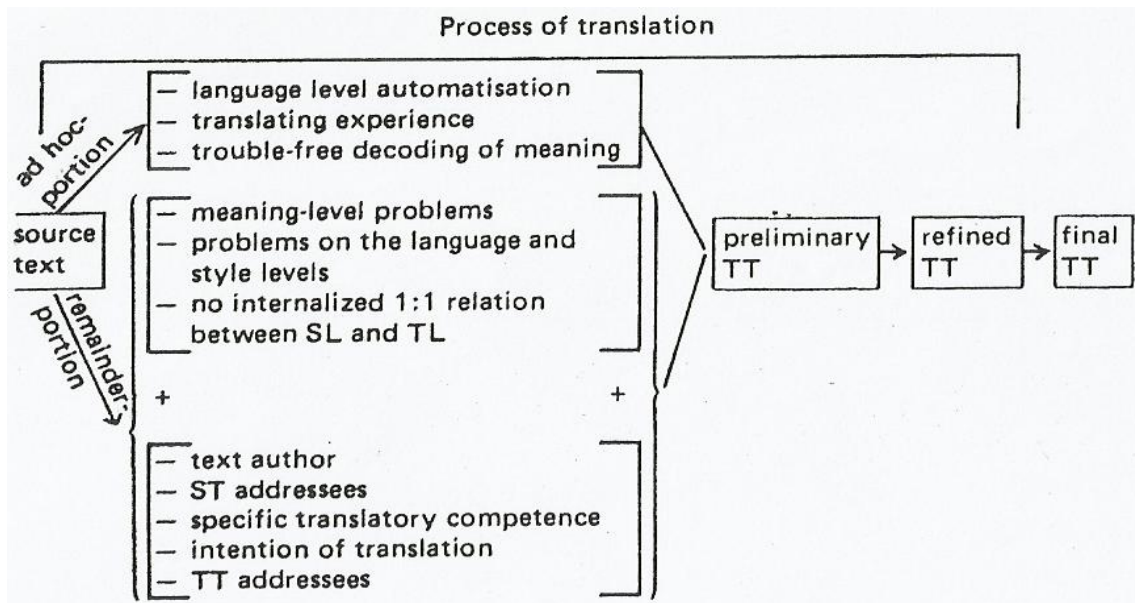 Process of translation
— language level automatisation
— translating experience
— trouble-free decoding of meaning
ad hoc-
portion
source
text
remainder-
portion
— meaning-level problems
— problems on the language and
style levels
— no internalized 1:1 relation
between SL and TL
+
+
— text author
— ST addressees
— specific translatory competence
— intention of translation
— TT addressees
preliminary
TT
refined
TT
final
TT